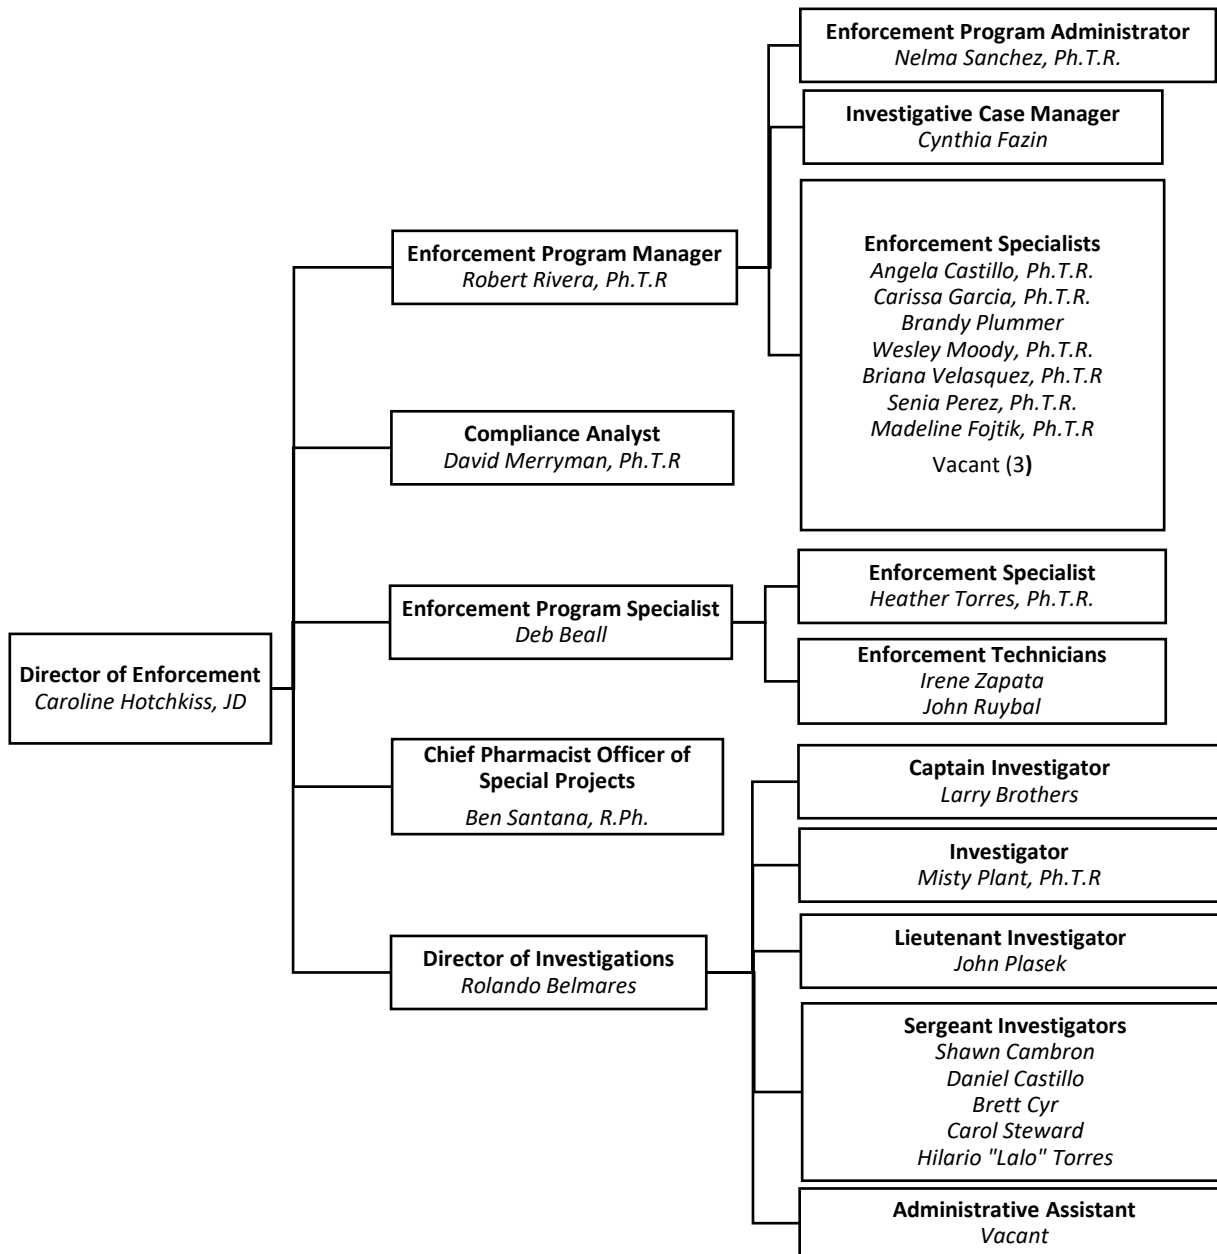 Enforcement Program Administrator
Nelma Sanchez, Ph.T.R.
Investigative Case Manager
Cynthia Fazin
Enforcement Specialists
Angela Castillo, Ph.T.R.
Carissa Garcia, Ph.T.R.
Brandy Plummer
Wesley Moody, Ph.T.R.
Briana Velasquez, Ph.T.R
Senia Perez, Ph.T.R.
Madeline Fojtik, Ph.T.R
Vacant (3)
Enforcement Program Manager
Robert Rivera, Ph.T.R
Compliance Analyst
David Merryman, Ph.T.R
Enforcement Program Specialist
Deb Beall
Enforcement Specialist
Heather Torres, Ph.T.R.
Enforcement Technicians
Irene Zapata
John Ruybal
Director of Enforcement
Caroline Hotchkiss, JD
Chief Pharmacist Officer of
Special Projects
Ben Santana, R.Ph.
Director of Investigations
Rolando Belmares
Captain Investigator
Larry Brothers
Investigator
Misty Plant, Ph.T.R
Lieutenant Investigator
John Plasek
Sergeant Investigators
Shawn Cambron
Daniel Castillo
Brett Cyr
Carol Steward
Hilario "Lalo" Torres
Administrative Assistant
Vacant